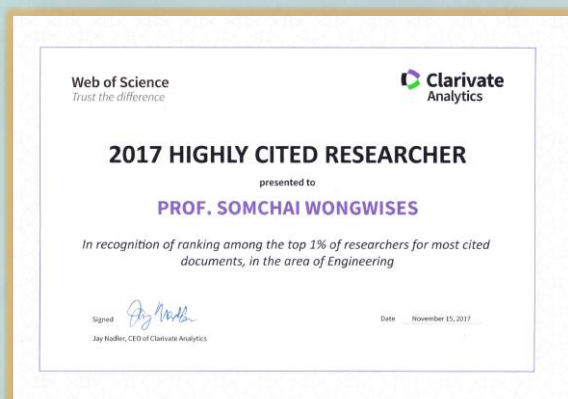 Web of Science
Trust the difference
Clarivate
Analytics
2017 HIGHLY CITED RESEARCHER
presented to
PROF. SOMCHAI WONGWISES
In recognition of ranking among the top 1% of researchers for most cited
documents, in the area of Engineering
Signed Jay Nadler
Date November 15, 2017
Jay Nadler, CEO of Clarivate Analytics